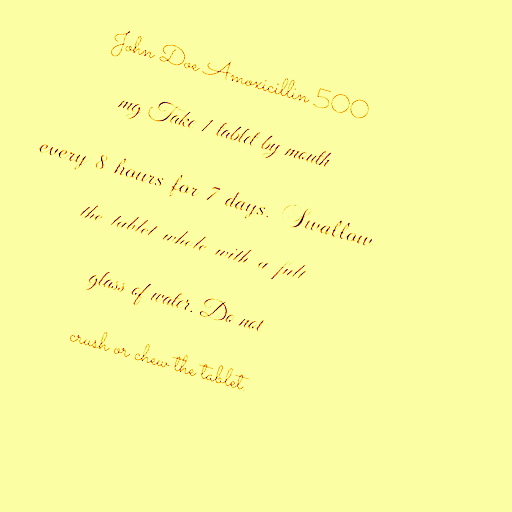 John Doe Amoxicillin 500
mg Take 1 tablet by mouth
every 8 hours for 7 days. Swallow
the tablet whole with a full
glass of water. Do not
crush or chew the tablet